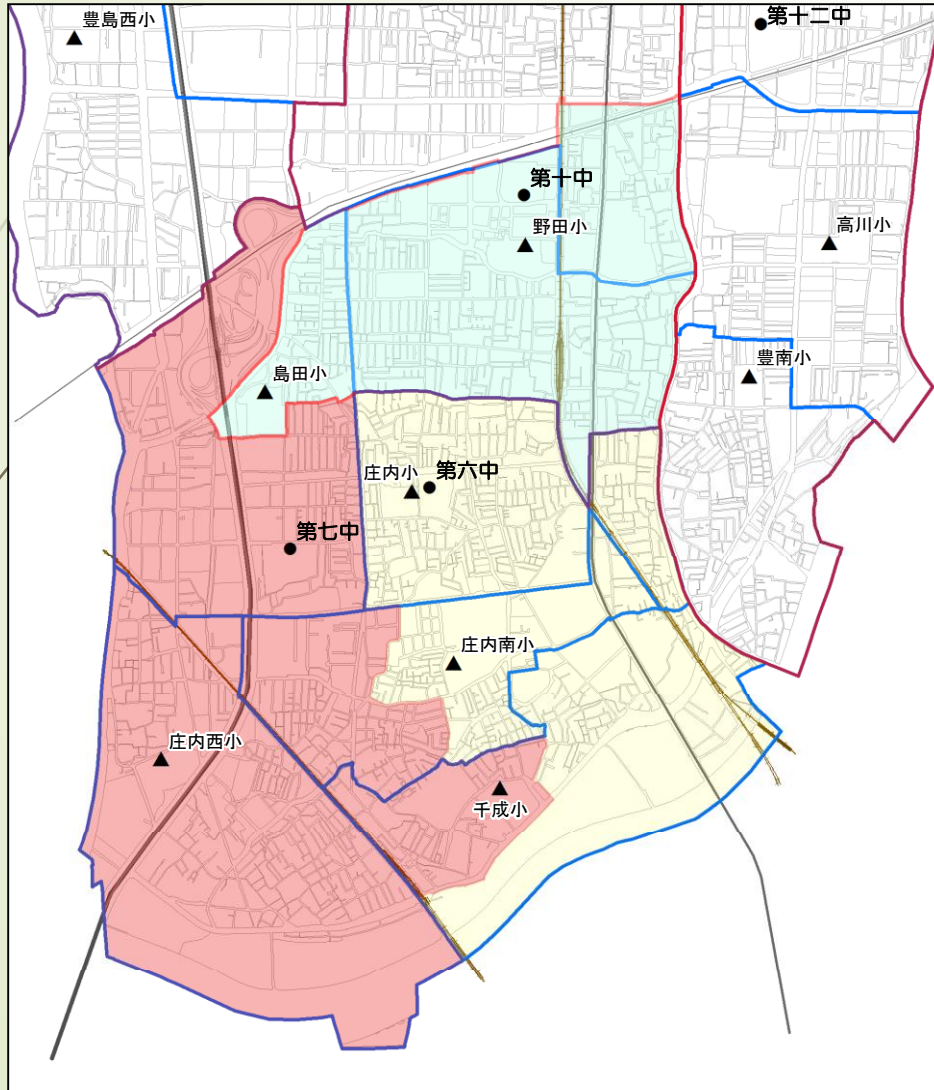 第十二中
豊島西小
第十中
野田小
高川小
豊南小
島田小
庄内小
第六中
第七中
庄内南小
庄内西小
千成小